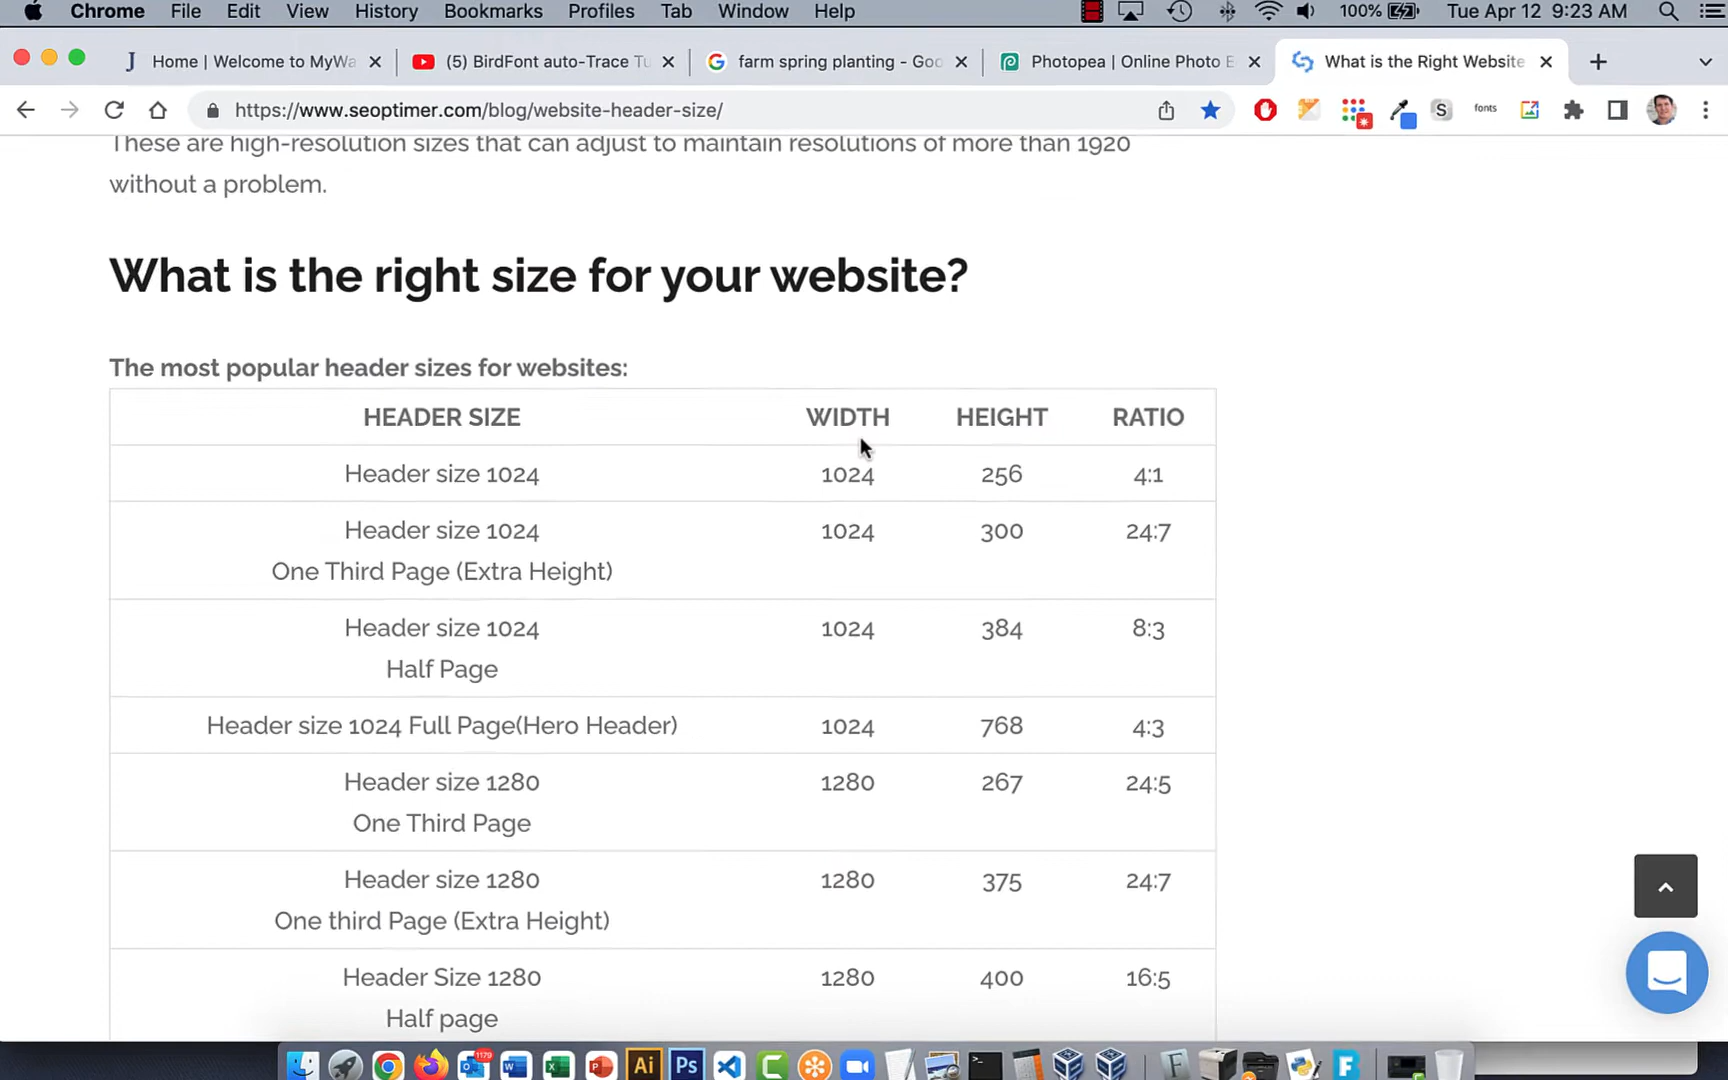 Chrome File Edit View History Bookmarks Profiles Tab Window Help 100% Tue Apr 12 9:23 AM
Home | Welcome to MyWa (5) BirdFont auto-Trace Tu farm spring planting - Goo Photopea | Online Photo E What is the Right Website
https://www.seoptimer.com/blog/website-header-size/ S fonts
These are high-resolution sizes that can adjust to maintain resolutions of more than 1920
without a problem.
What is the right size for your website?
The most popular header sizes for websites:
HEADER SIZE WIDTH HEIGHT RATIO
Header size 1024 1024 256 4:1
Header size 1024 1024 300 24:7
One Third Page (Extra Height)
Header size 1024 1024 384 8:3
Half Page
Header size 1024 Full Page(Hero Header) 1024 768 4:3
Header size 1280 1280 267 24:5
One Third Page
Header size 1280 1280 375 24:7
One third Page (Extra Height)
Header Size 1280 1280 400 16:5
Half page
1179
Ai Ps